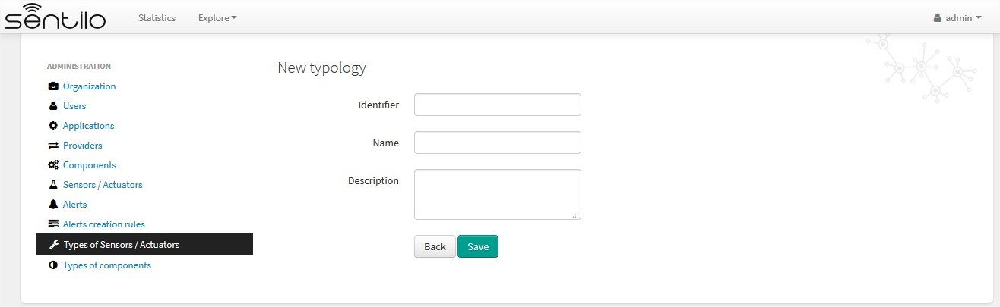 sentilo
Statistics
Explore
admin
ADMINISTRATION
Organization
Users
Applications
Providers
Components
Sensors / Actuators
Alerts
Alerts creation rules
Types of Sensors / Actuators
Types of components
New typology
Identifier
Name
Description
Back
Save